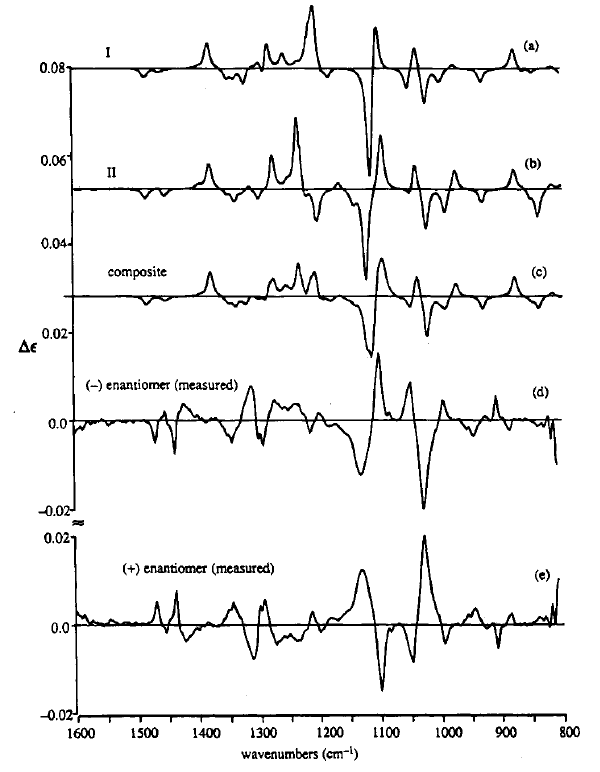 I
(a)
0.08
0.06
II
(b)
0.04
composite
(c)
0.02
Δϵ
(–) enantiomer (measured)
(d)
0.0
–0.02
≈
0.02
(+) enantiomer (measured)
(e)
0.0
–0.02
1600 1500 1400 1300 1200 1100 1000 900 800
wavenumbers (cm⁻¹)